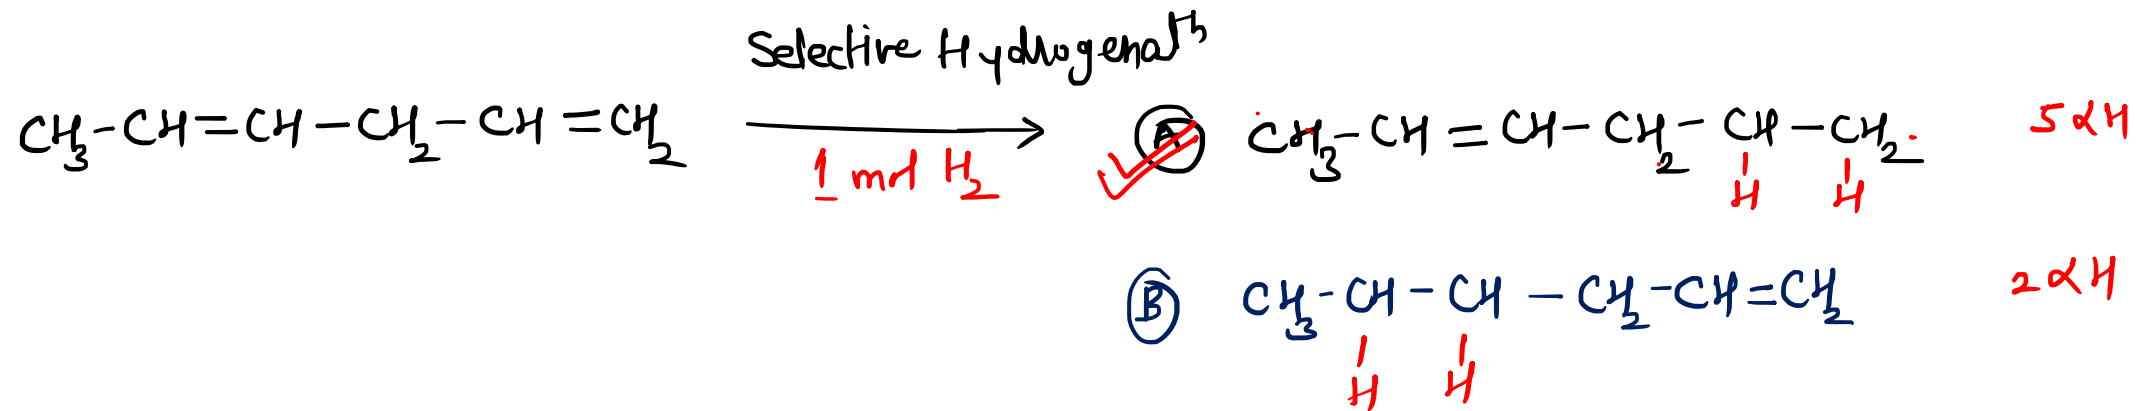 Selective Hydrogenatn
CH3-CH=CH-CH2-CH=CH2 → A CH3-CH=CH-CH2-CH-CH2 5αH
1 mol H2 H H
B CH3-CH-CH-CH2-CH=CH2 2αH
H H